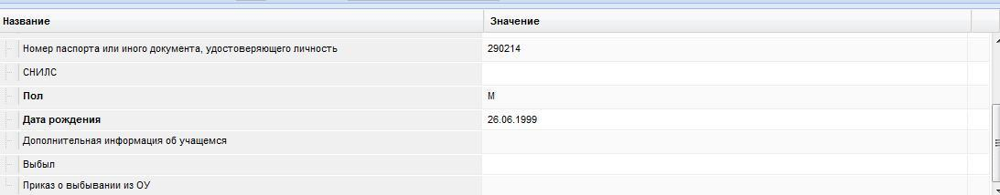 Название Значение
Номер паспорта или иного документа, удостоверяющего личность 290214
СНИЛС
Пол М
Дата рождения 26.06.1999
Дополнительная информация об учащемся
Выбыл
Приказ о выбывании из ОУ